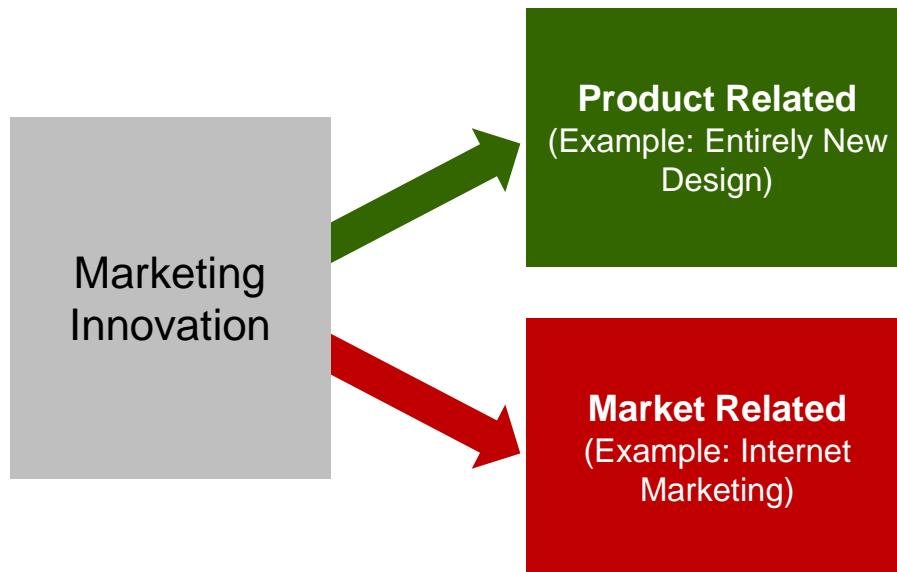 Marketing
Innovation
Product Related
(Example: Entirely New
Design)
Market Related
(Example: Internet
Marketing)